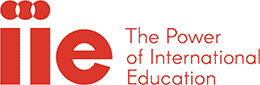 iie
The Power
of International
Education